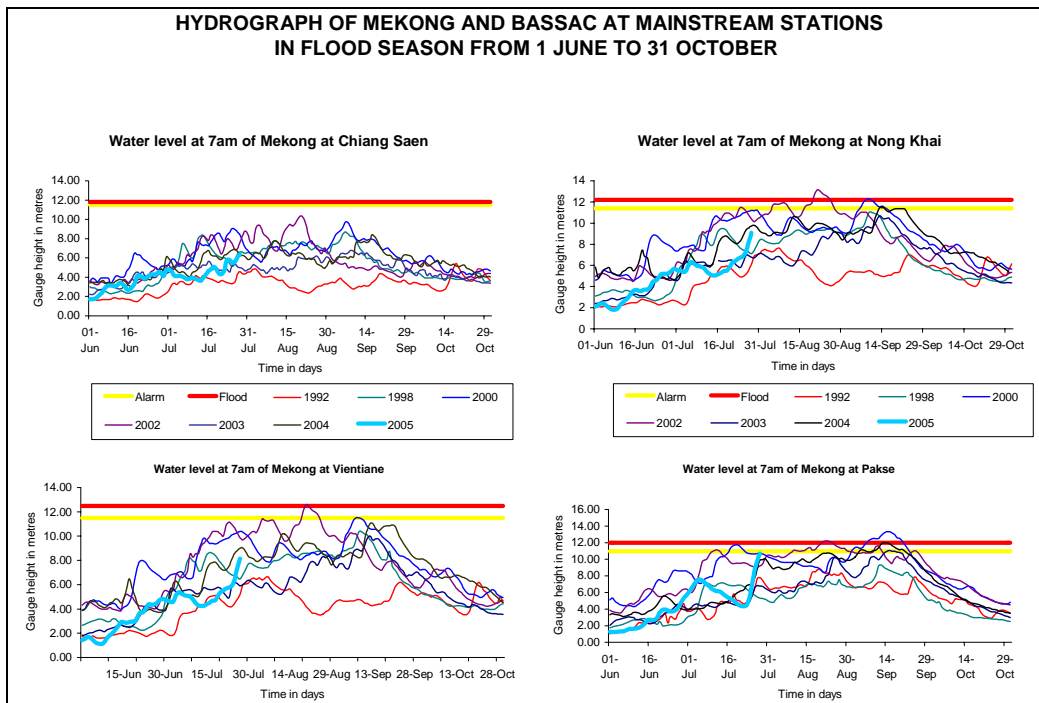 HYDROGRAPH OF MEKONG AND BASSAC AT MAINSTREAM STATIONS
IN FLOOD SEASON FROM 1 JUNE TO 31 OCTOBER
Water level at 7am of Mekong at Chiang Saen
Gauge height in metres
14.00
12.00
10.00
8.00
6.00
4.00
2.00
0.00
01- 16- 01- 16- 31- 15- 30- 14- 29- 14- 29-
Jun Jun Jul Jul Jul Aug Aug Sep Sep Oct Oct
Time in days
Water level at 7am of Mekong at Nong Khai
Gauge height in metres
14
12
10
8
6
4
2
0
01-Jun 16-Jun 01-Jul 16-Jul 31-Jul 15-Aug 30-Aug 14-Sep 29-Sep 14-Oct 29-Oct
Time in days
Alarm Flood 1992 1998 2000
2002 2003 2004 2005
Alarm Flood 1992 1998 2000
2002 2003 2004 2005
Water level at 7am of Mekong at Vientiane
Gauge height in metres
14.00
12.00
10.00
8.00
6.00
4.00
2.00
0.00
15-Jun 30-Jun 15-Jul 30-Jul 14-Aug 29-Aug 13-Sep 28-Sep 13-Oct 28-Oct
Time in days
Water level at 7am of Mekong at Pakse
Gauge height in metres
16.00
14.00
12.00
10.00
8.00
6.00
4.00
2.00
0.00
01- 16- 01- 16- 31- 15- 30- 14- 29- 14- 29-
Jun Jun Jul Jul Jul Aug Aug Sep Sep Oct Oct
Time in days